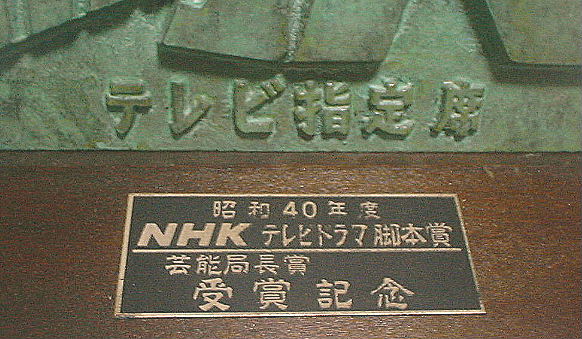 テレビ指定席
昭和40年度
NHK テレビドラマ脚本賞
芸能局長賞
受賞記念